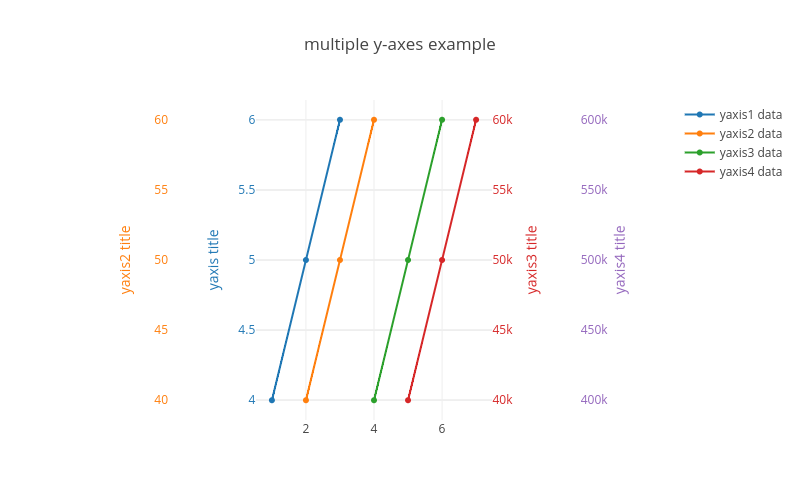 multiple y-axes example
60 6 60k 600k yaxis1 data
yaxis2 data
yaxis3 data
yaxis4 data
55 5.5 55k 550k
yaxis2 title
yaxis title
yaxis3 title
yaxis4 title
50 5 50k 500k
45 4.5 45k 450k
40 4 40k 400k
2 4 6